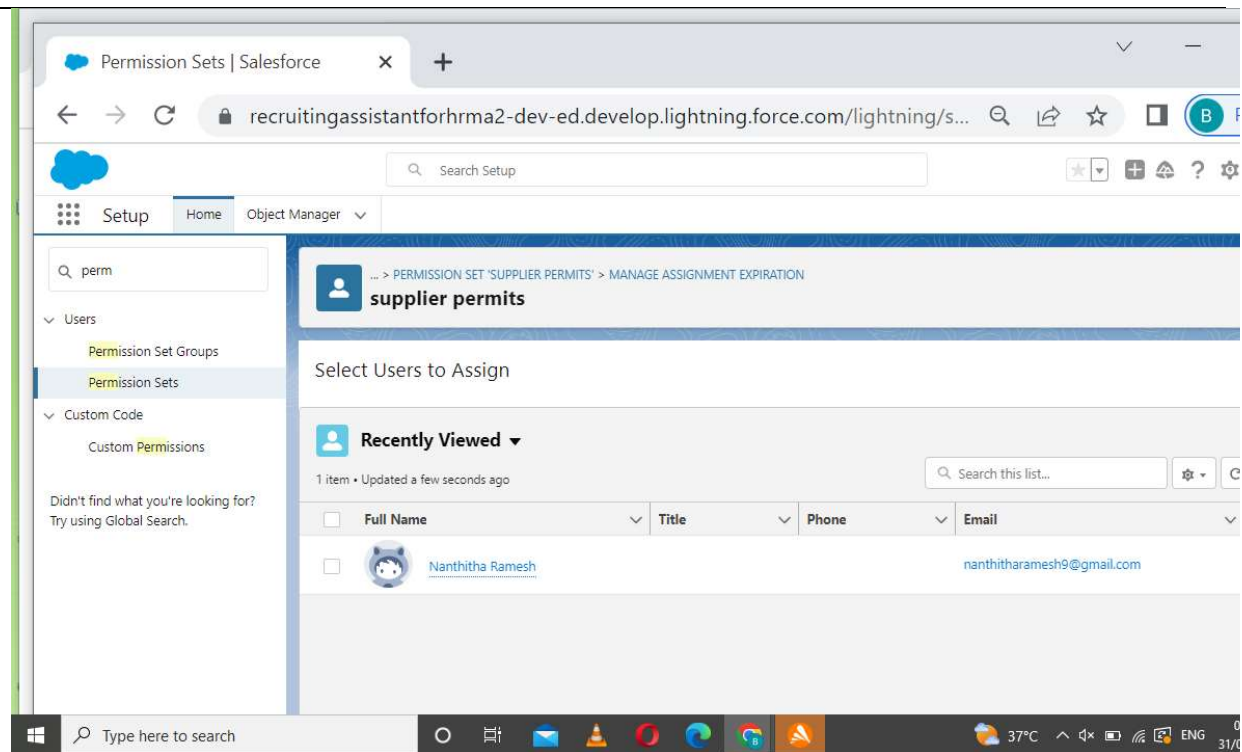 Permission Sets | Salesforce
recruitingassistantforhrma2-dev-ed.develop.lightning.force.com/lightning/s...
B
Search Setup
Setup
Home
Object Manager
perm
Users
Permission Set Groups
Permission Sets
Custom Code
Custom Permissions
Didn't find what you're looking for?
Try using Global Search.
... > PERMISSION SET 'SUPPLIER PERMITS' > MANAGE ASSIGNMENT EXPIRATION
supplier permits
Select Users to Assign
Recently Viewed
1 item • Updated a few seconds ago
Search this list...
Full Name
Title
Phone
Email
Nanthitha Ramesh
nanthitharamesh9@gmail.com
Type here to search
37°C
ENG